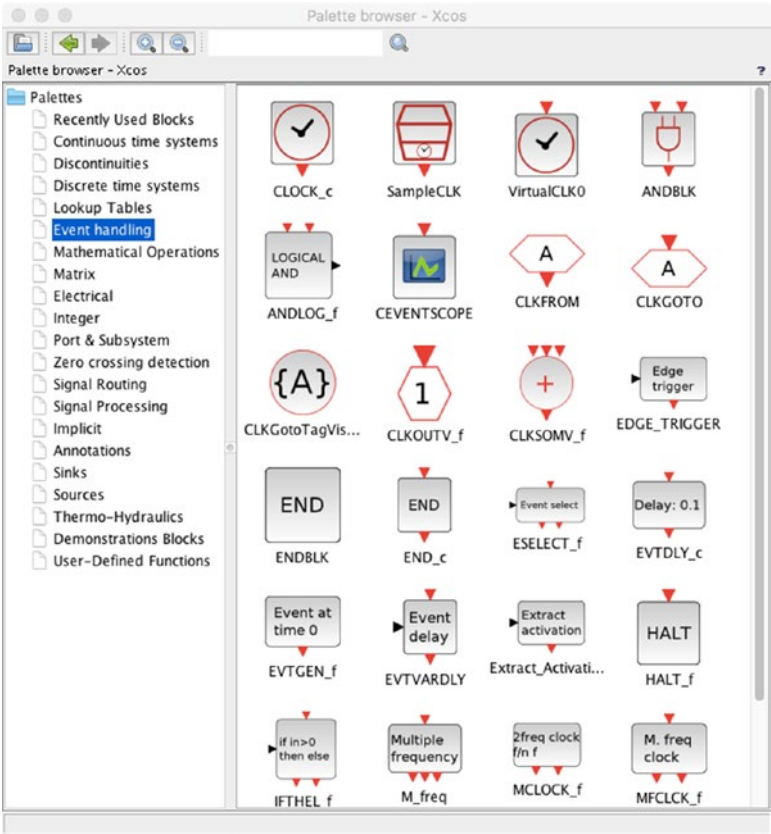 Palette browser - Xcos
Palette browser - Xcos
?
Palettes
Recently Used Blocks
Continuous time systems
Discontinuities
Discrete time systems
Lookup Tables
Event handling
Mathematical Operations
Matrix
Electrical
Integer
Port & Subsystem
Zero crossing detection
Signal Routing
Signal Processing
Implicit
Annotations
Sinks
Sources
Thermo-Hydraulics
Demonstrations Blocks
User-Defined Functions
CLOCK_c
SampleCLK
VirtualCLK0
ANDBLK
LOGICAL
AND
ANDLOG_f
CEVENTSCOPE
A
CLKFROM
A
CLKGOTO
{A}
CLKGotoTagVis...
1
CLKOUTV_f
+
CLKSOMV_f
Edge
trigger
EDGE_TRIGGER
END
ENDBLK
END
END_c
Event select
ESELECT_f
Delay: 0.1
EVTDLY_c
Event at
time 0
EVTGEN_f
Event
delay
EVTVARDLY
Extract
activation
Extract_Activati...
HALT
HALT_f
if in>0
then else
IFTHEL_f
Multiple
frequency
M_freq
2freq clock
f/n f
MCLOCK_f
M. freq
clock
MFCLCK_f